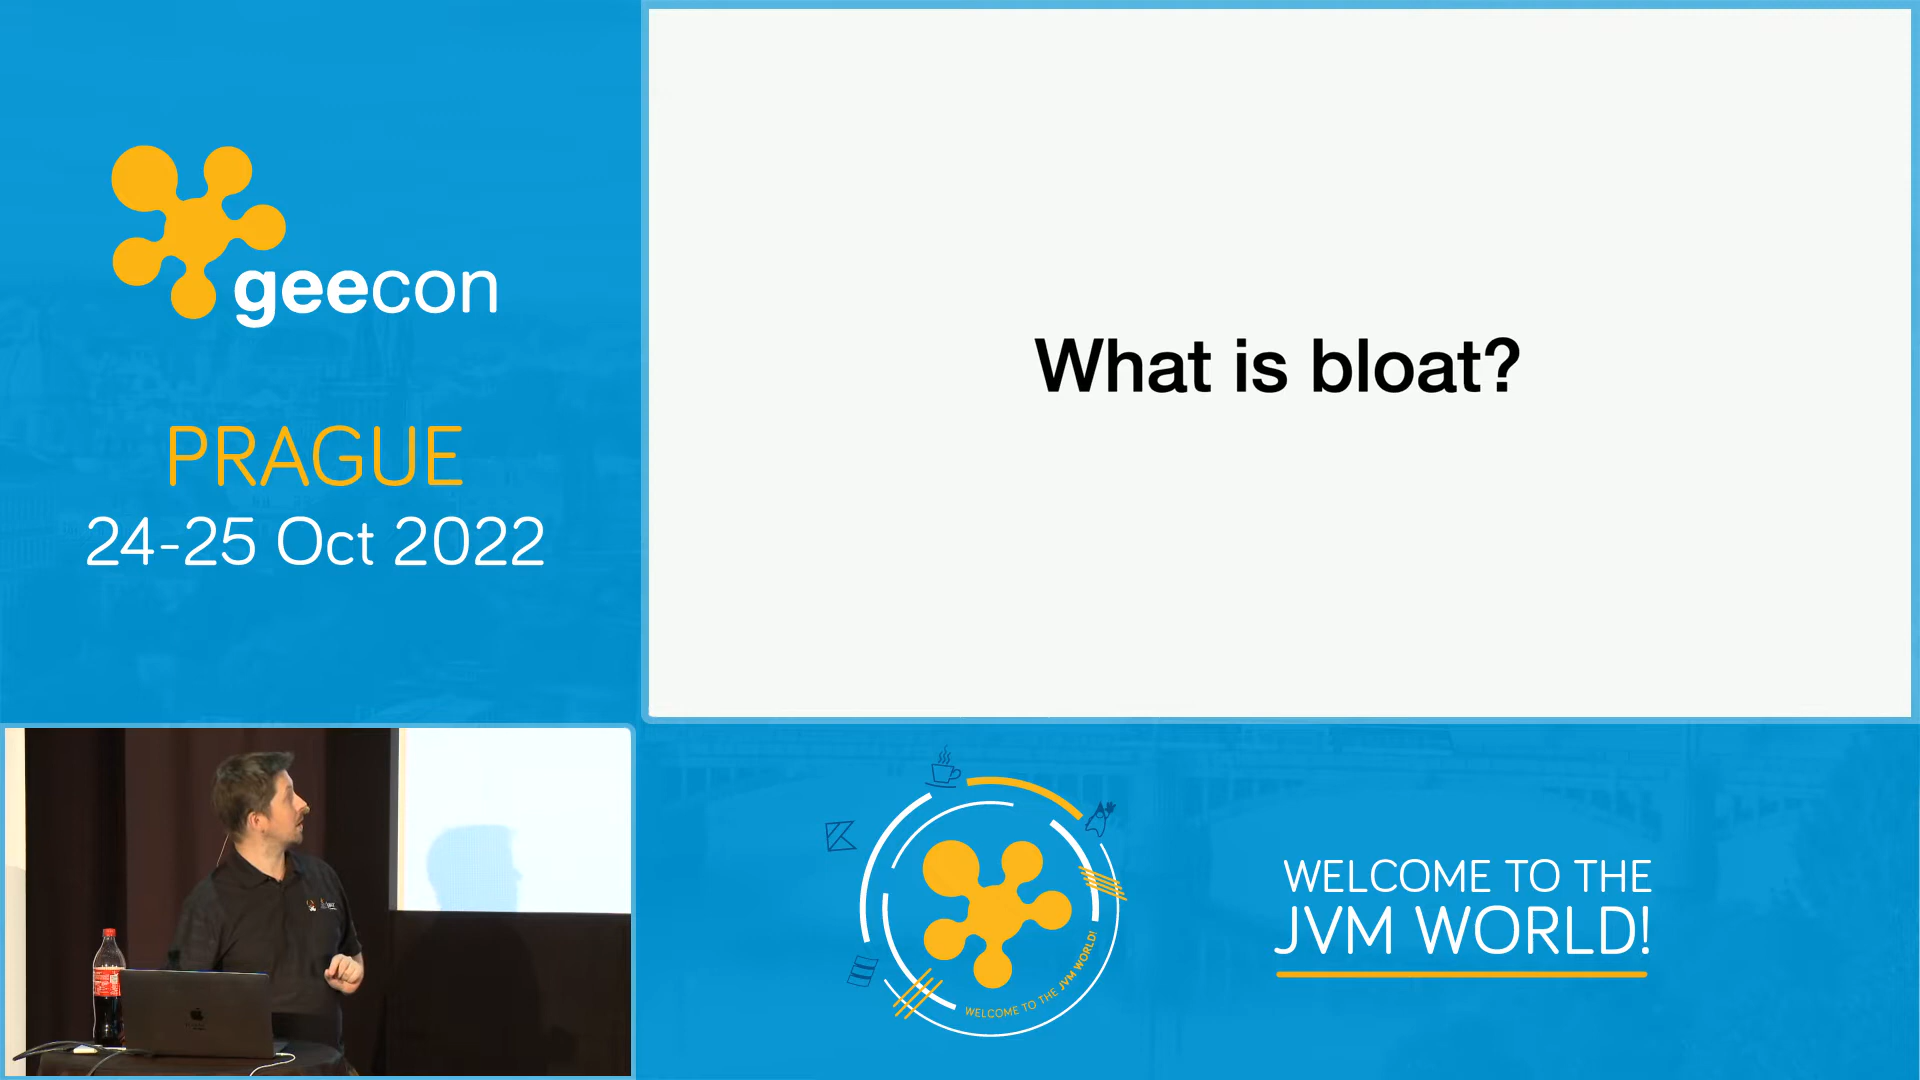 geecon
PRAGUE
24-25 Oct 2022
What is bloat?
WELCOME TO THE JVM WORLD!
WELCOME TO THE
JVM WORLD!